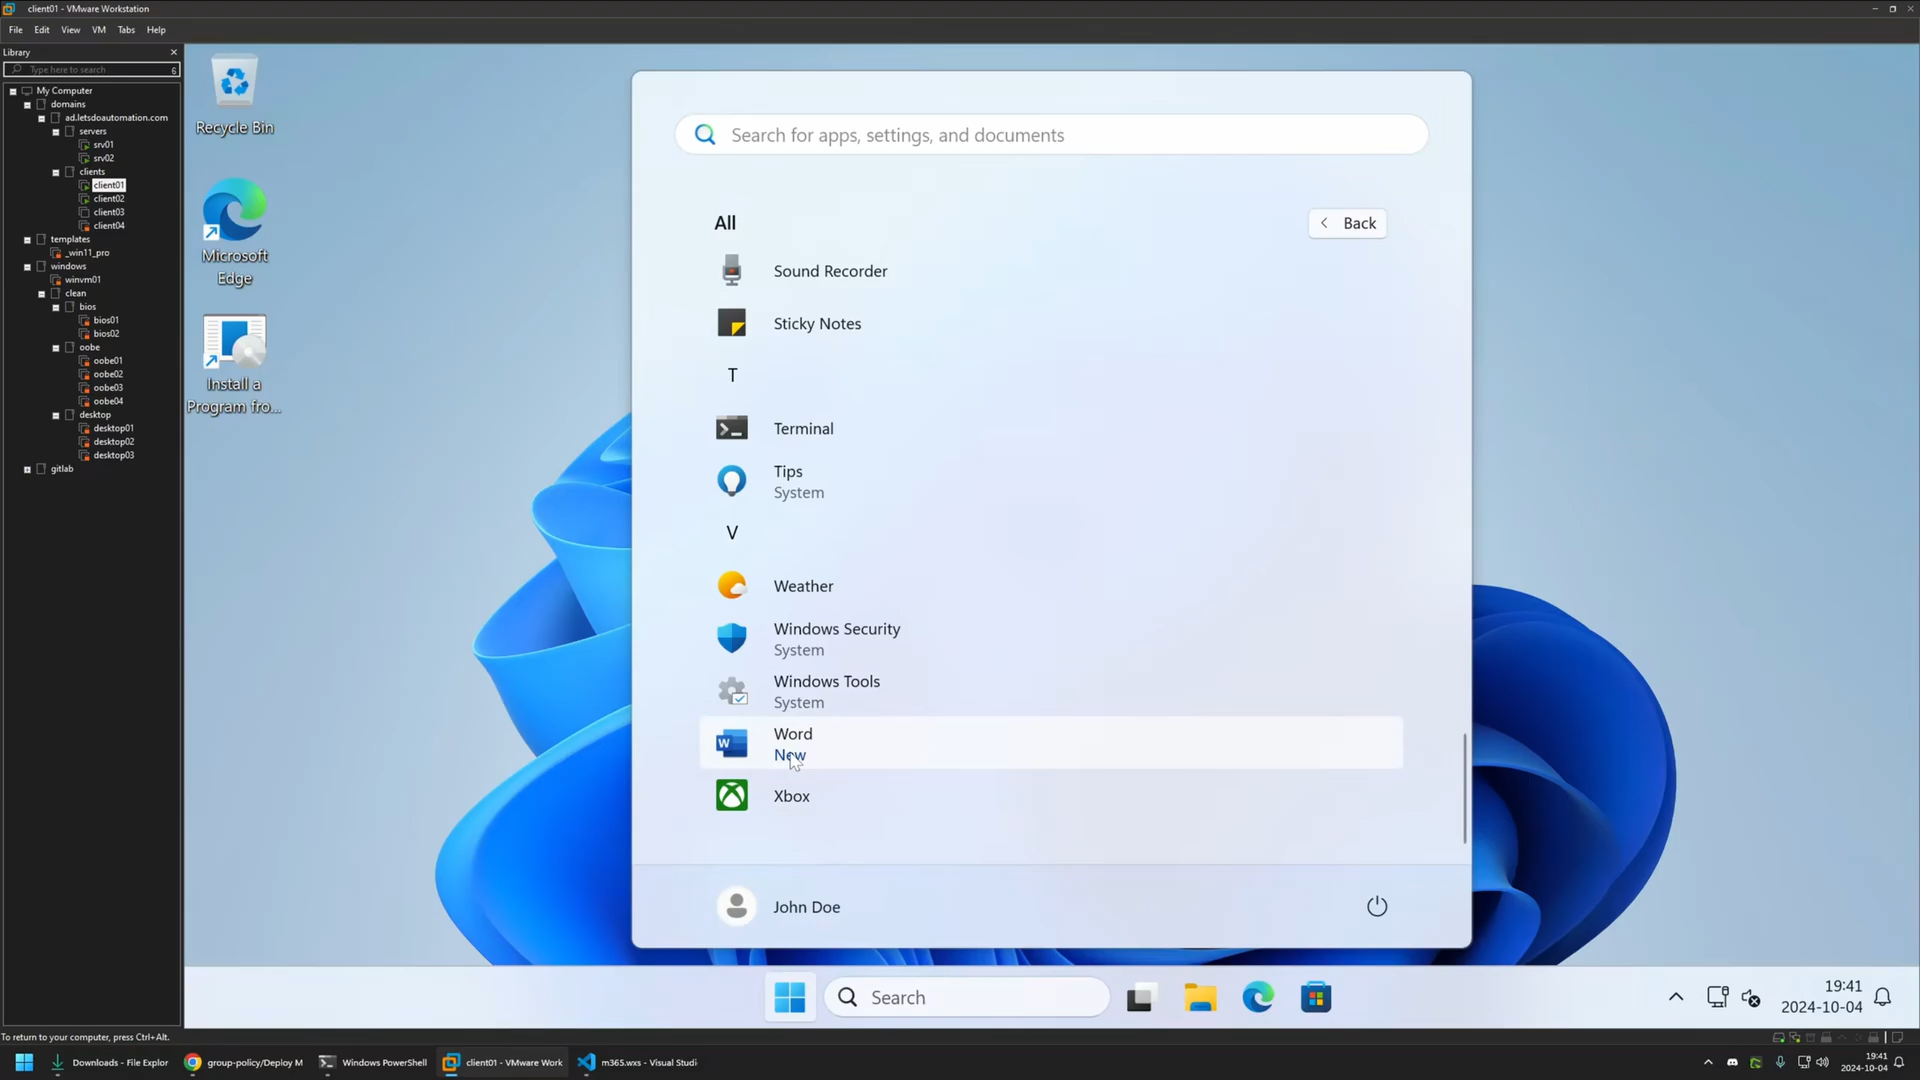 client01 - VMware Workstation
File Edit View VM Tabs Help
Library
Type here to search
My Computer
domains
ad.letsdoautomation.com
servers
srv01
srv02
clients
client01
client02
client03
client04
templates
_win11_pro
windows
winvm01
clean
bios
bios01
bios02
oobe
oobe01
oobe02
oobe03
oobe04
desktop
desktop01
desktop02
desktop03
gitlab
Recycle Bin
Microsoft
Edge
Install a
Program fro...
Search for apps, settings, and documents
All
Back
Sound Recorder
Sticky Notes
T
Terminal
Tips
System
V
Weather
Windows Security
System
Windows Tools
System
Word
New
Xbox
John Doe
Search
19:41
2024-10-04
To return to your computer, press Ctrl+Alt.
Downloads - File Explor
group-policy/Deploy M
Windows PowerShell
client01 - VMware Work
m365.wxs - Visual Studi
19:41
2024-10-04